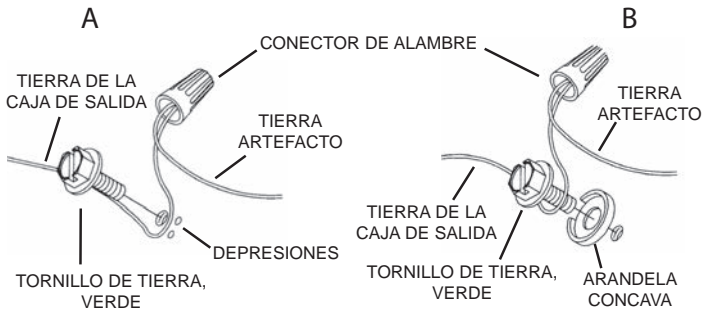 A
B
CONECTOR DE ALAMBRE
TIERRA DE LA
CAJA DE SALIDA
TIERRA
ARTEFACTO
DEPRESIONES
TORNILLO DE TIERRA,
VERDE
TIERRA
ARTEFACTO
TIERRA DE LA
CAJA DE SALIDA
TORNILLO DE TIERRA,
VERDE
ARANDELA
CONCAVA